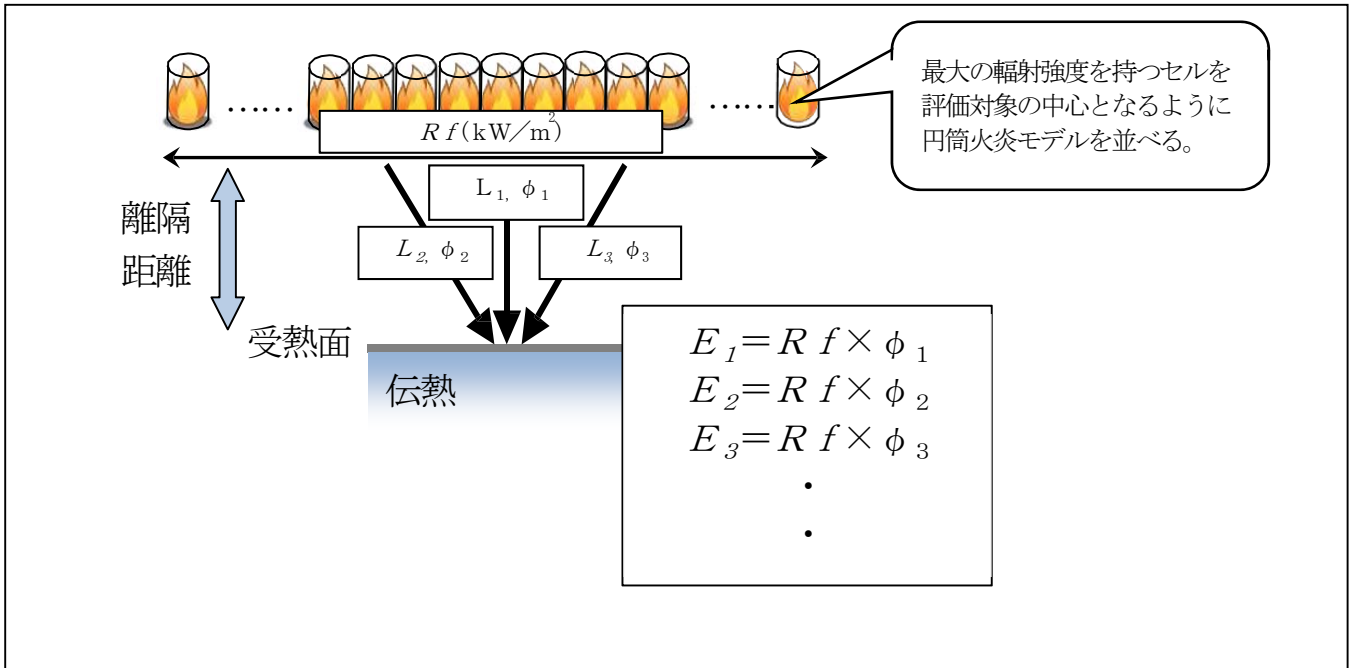 最大の輻射強度を持つセルを
評価対象の中心となるように
円筒火炎モデルを並べる。
……
……
Rf(kW/m²)
L₁, φ₁
離隔
距離
L₂, φ₂
L₃, φ₃
受熱面
伝熱
E₁=Rf×φ₁
E₂=Rf×φ₂
E₃=Rf×φ₃
・
・